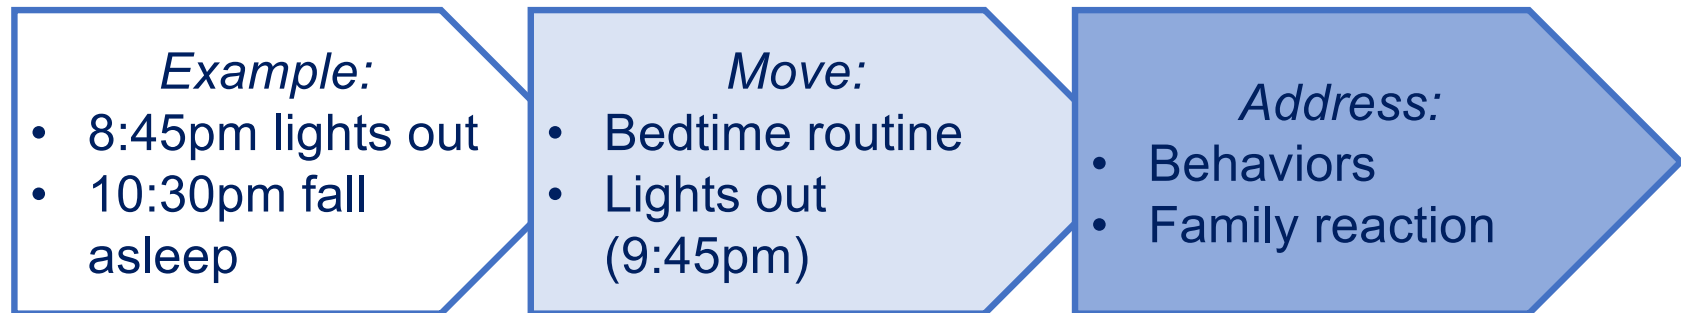 Example:
• 8:45pm lights out
• 10:30pm fall
asleep
Move:
• Bedtime routine
• Lights out
(9:45pm)
Address:
• Behaviors
• Family reaction